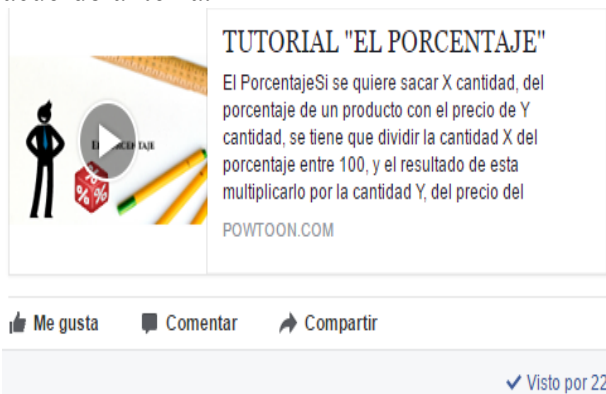 TUTORIAL "EL PORCENTAJE"
El PorcentajeSi se quiere sacar X cantidad, del
porcentaje de un producto con el precio de Y
cantidad, se tiene que dividir la cantidad X del
porcentaje entre 100, y el resultado de esta
multiplicarlo por la cantidad Y, del precio del
POWTOON.COM
Me gusta Comentar Compartir
Visto por 22